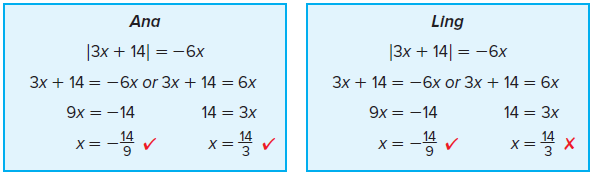 Ana
|3x + 14| = −6x
3x + 14 = −6x or 3x + 14 = 6x
9x = −14 14 = 3x
x = −14/9 ✓ x = 14/3 ✓
Ling
|3x + 14| = −6x
3x + 14 = −6x or 3x + 14 = 6x
9x = −14 14 = 3x
x = −14/9 ✓ x = 14/3 ✗